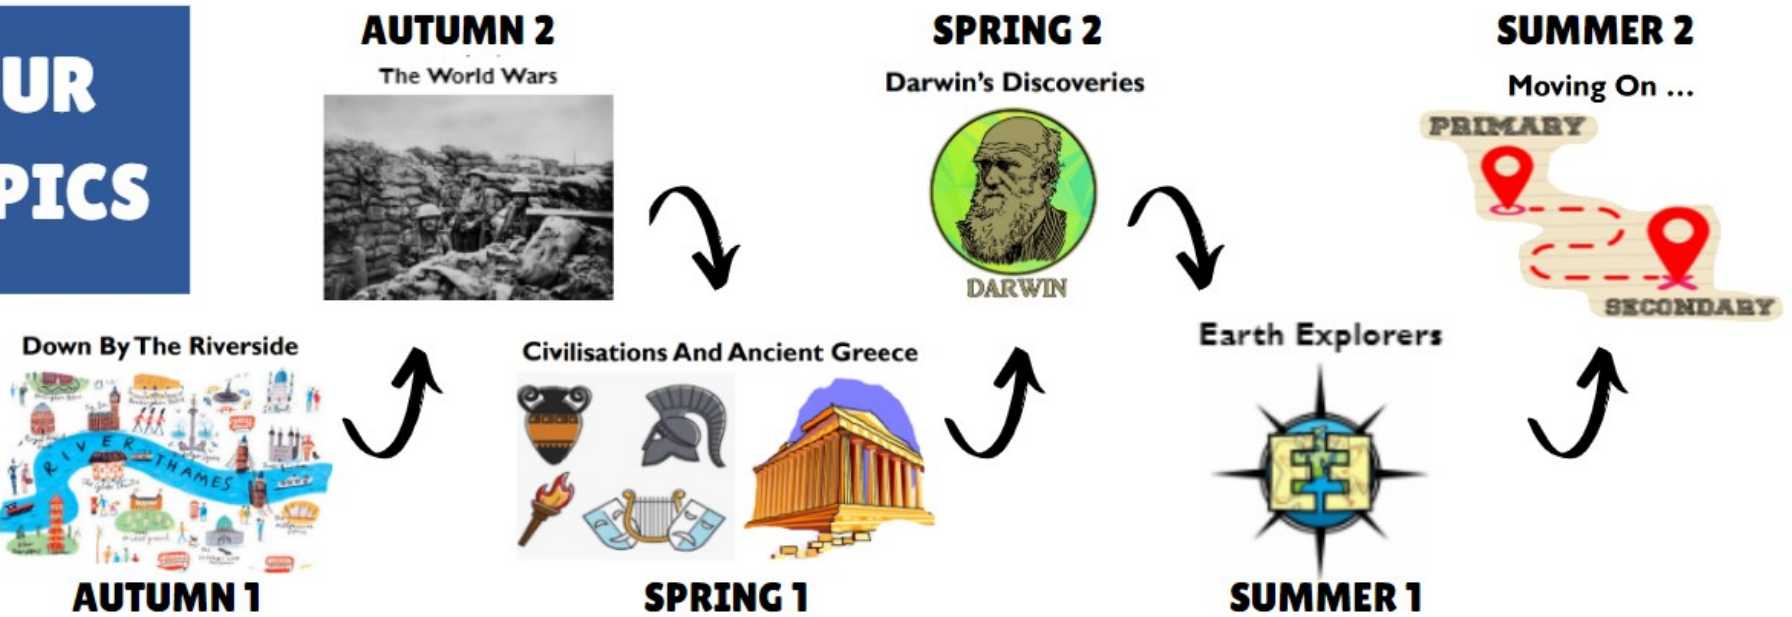 UR
PICS
AUTUMN 2
The World Wars
SPRING 2
Darwin's Discoveries
DARWIN
SUMMER 2
Moving On ...
PRIMARY
SECONDARY
Down By The Riverside
RIVER THAMES
AUTUMN 1
Civilisations And Ancient Greece
SPRING 1
Earth Explorers
SUMMER 1